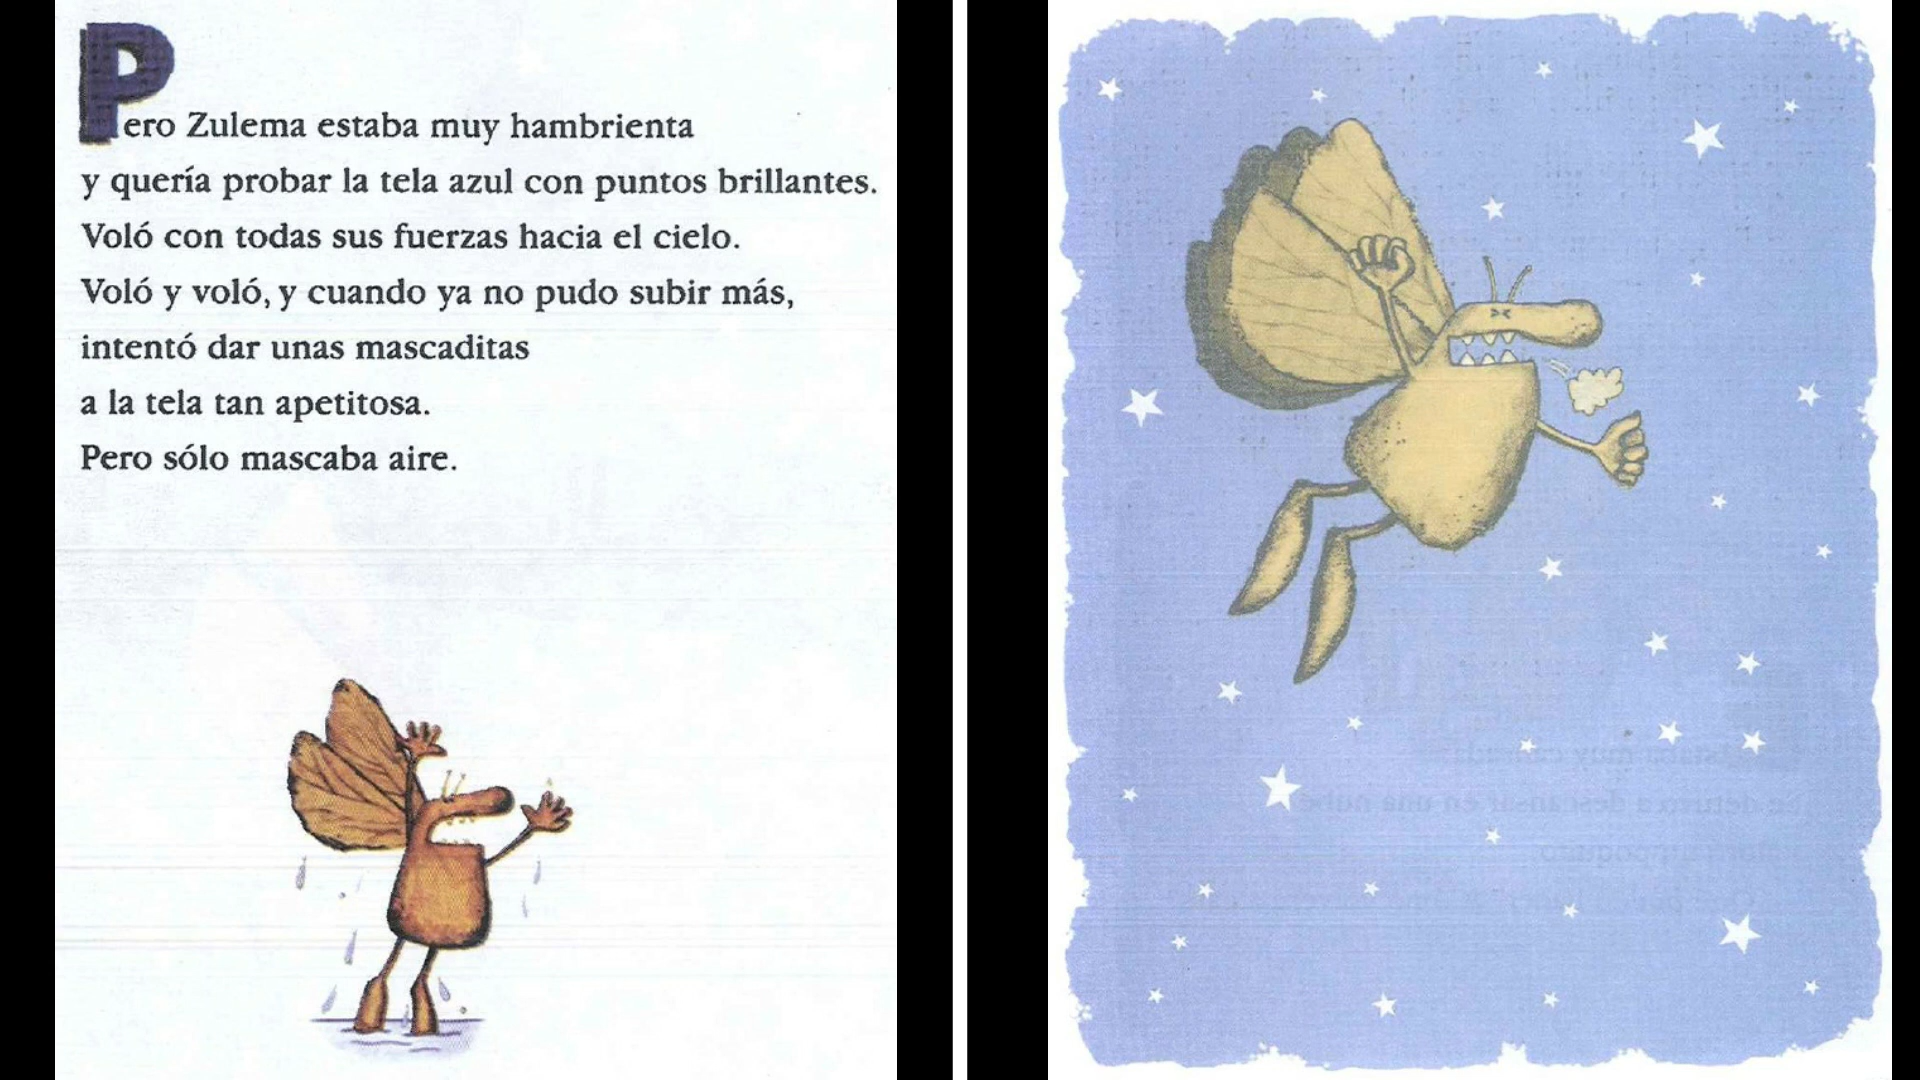 Pero Zulema estaba muy hambrienta
y quería probar la tela azul con puntos brillantes.
Voló con todas sus fuerzas hacia el cielo.
Voló y voló, y cuando ya no pudo subir más,
intentó dar unas mascaditas
a la tela tan apetitosa.
Pero sólo mascaba aire.